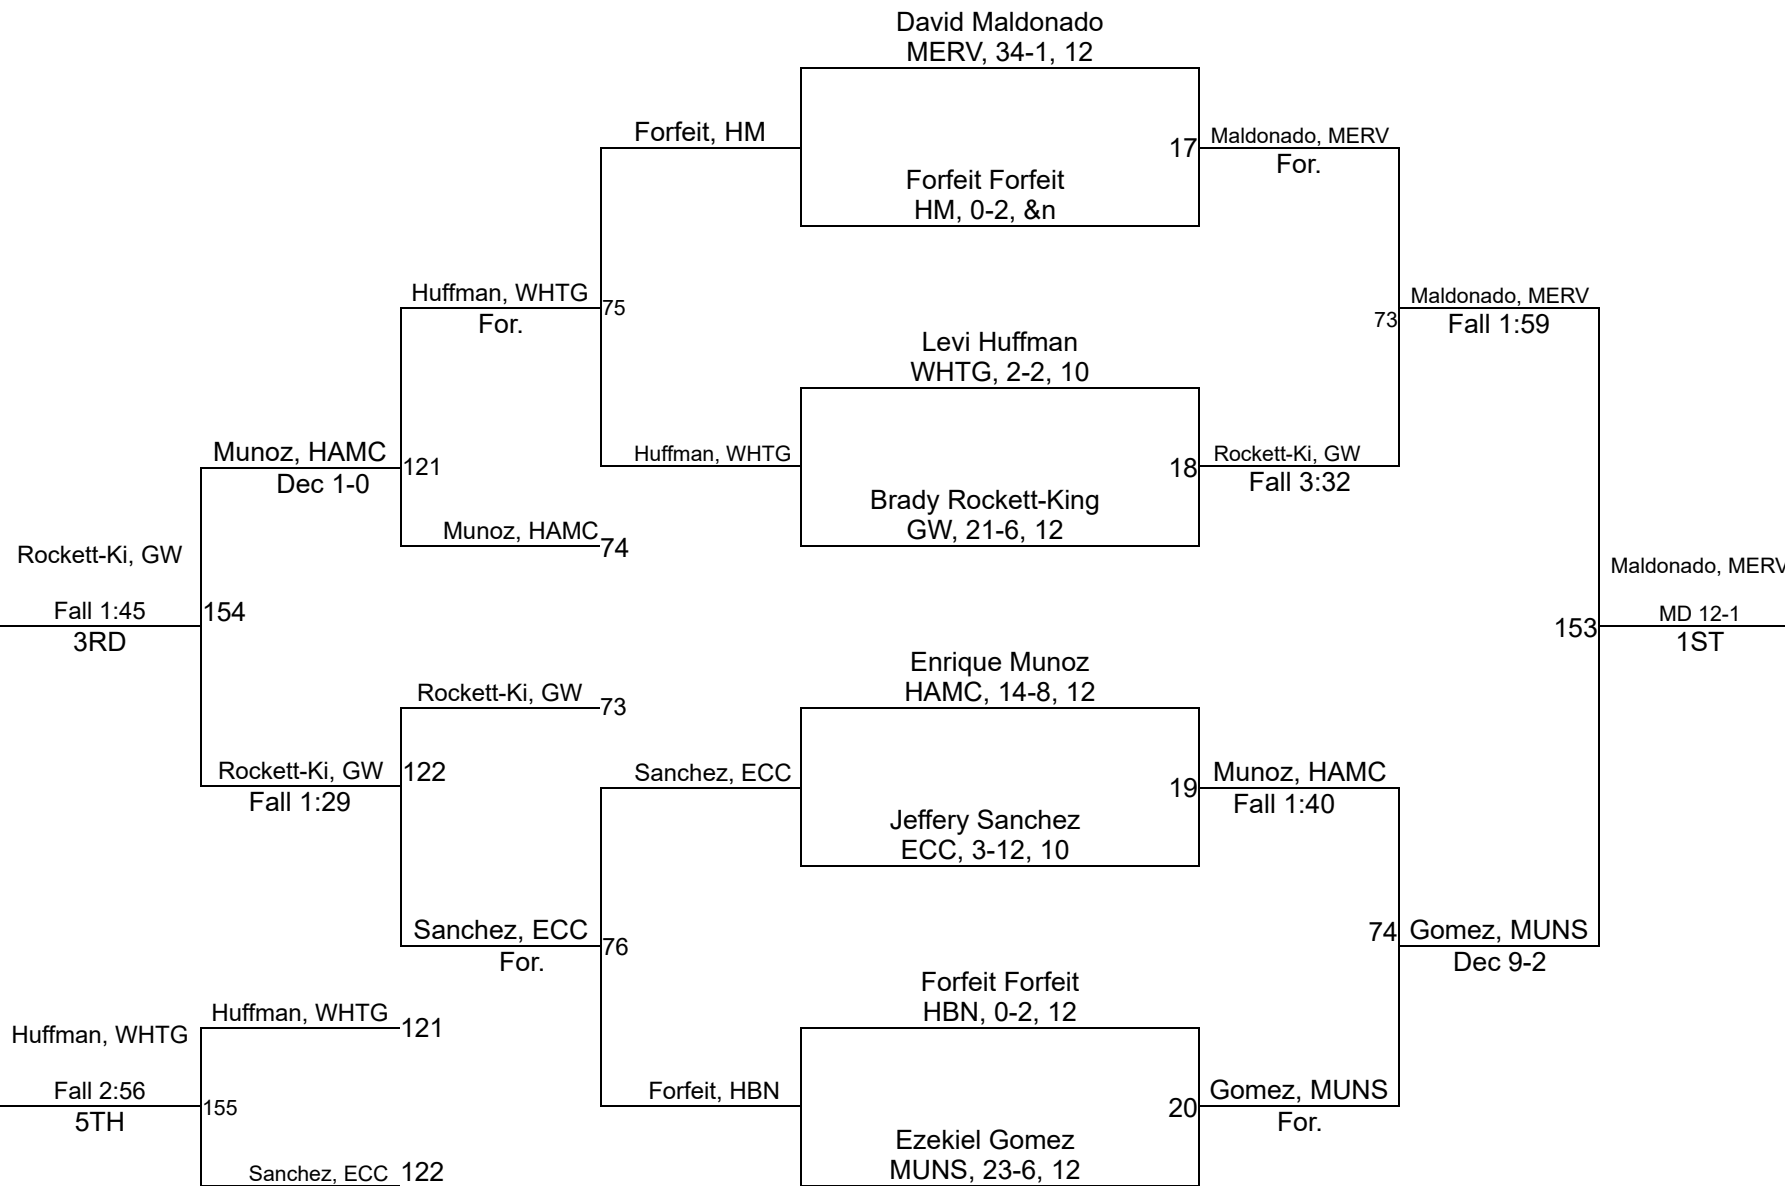 David Maldonado
MERV, 34-1, 12
Forfeit, HM
17
Maldonado, MERV
For.
Forfeit Forfeit
HM, 0-2, &n
Huffman, WHTG
For.
75
73
Maldonado, MERV
Fall 1:59
Levi Huffman
WHTG, 2-2, 10
Munoz, HAMC
Dec 1-0
121
Huffman, WHTG
18
Rockett-Ki, GW
Fall 3:32
Brady Rockett-King
GW, 21-6, 12
Munoz, HAMC
74
Rockett-Ki, GW
Fall 1:45
3RD
154
Maldonado, MERV
MD 12-1
1ST
153
Enrique Munoz
HAMC, 14-8, 12
Rockett-Ki, GW
73
Rockett-Ki, GW
Fall 1:29
122
Sanchez, ECC
19
Munoz, HAMC
Fall 1:40
Jeffery Sanchez
ECC, 3-12, 10
Sanchez, ECC
For.
76
74
Gomez, MUNS
Dec 9-2
Forfeit Forfeit
HBN, 0-2, 12
Huffman, WHTG
121
Huffman, WHTG
Fall 2:56
5TH
155
Forfeit, HBN
20
Gomez, MUNS
For.
Ezekiel Gomez
MUNS, 23-6, 12
Sanchez, ECC
122